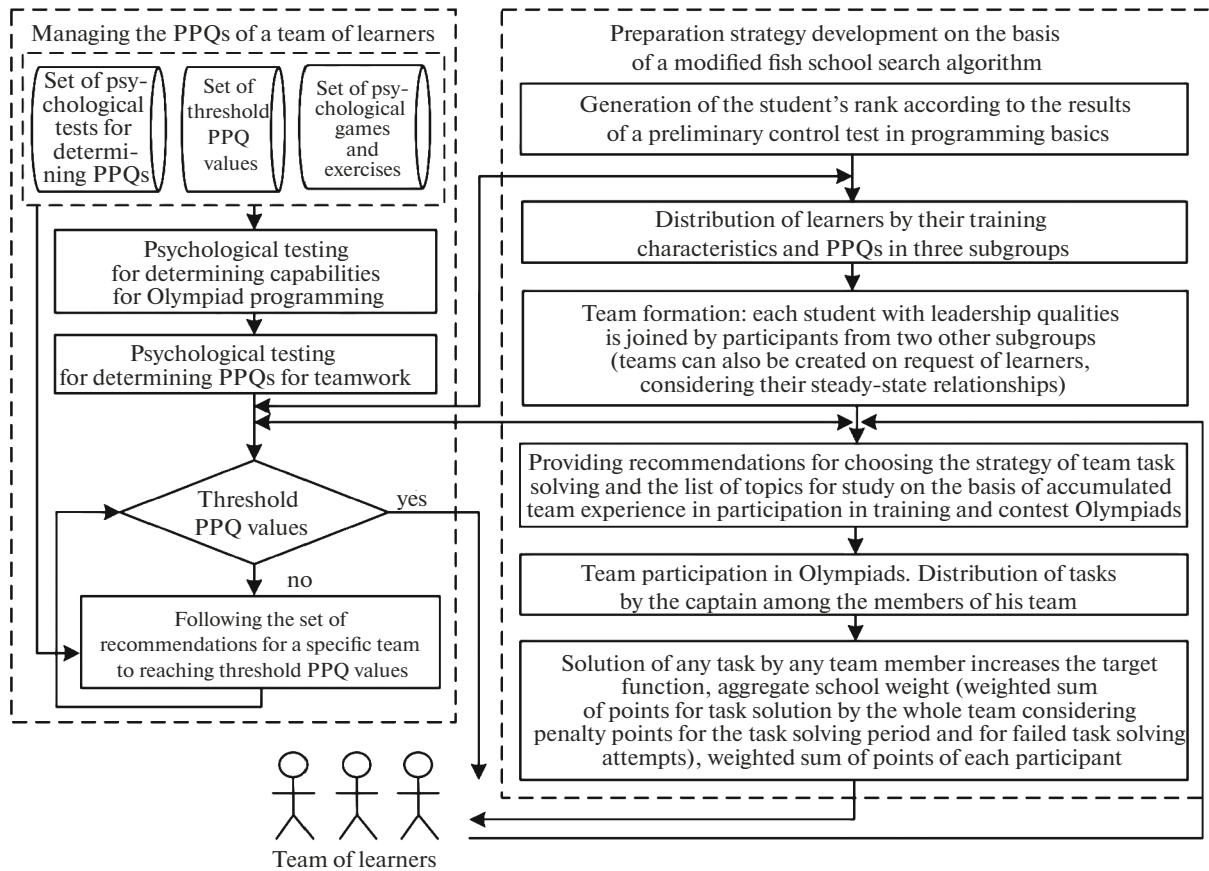 Managing the PPQs of a team of learners
Set of psy-
chological
tests for
determi-
ning PPQs
Set of
threshold
PPQ
values
Set of psy-
chological
games
and
exercises
Psychological testing
for determining capabilities
for Olympiad programming
Psychological testing
for determining PPQs for teamwork
Threshold
PPQ values
yes
no
Following the set of
recommendations for a specific team
to reaching threshold PPQ values
Preparation strategy development on the basis
of a modified fish school search algorithm
Generation of the student’s rank according to the results
of a preliminary control test in programming basics
Distribution of learners by their training
characteristics and PPQs in three subgroups
Team formation: each student with leadership qualities
is joined by participants from two other subgroups
(teams can also be created on request of learners,
considering their steady-state relationships)
Providing recommendations for choosing the strategy of team task
solving and the list of topics for study on the basis of accumulated
team experience in participation in training and contest Olympiads
Team participation in Olympiads. Distribution of tasks
by the captain among the members of his team
Solution of any task by any team member increases the target
function, aggregate school weight (weighted sum
of points for task solution by the whole team considering
penalty points for the task solving period and for failed task solving
attempts), weighted sum of points of each participant
Team of learners